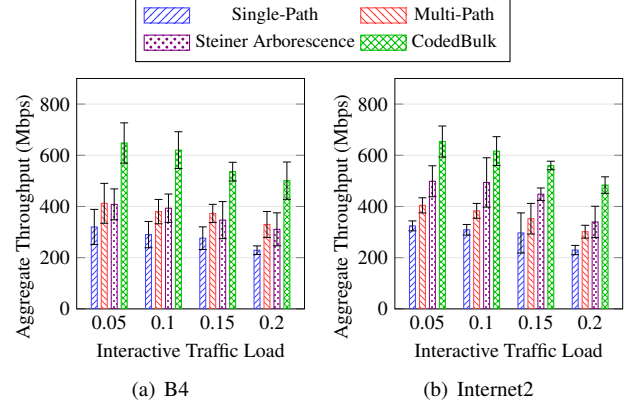 Single-Path
Multi-Path
Steiner Arborescence
CodedBulk
Aggregate Throughput (Mbps)
800
600
400
200
0
0.05
0.1
0.15
0.2
Interactive Traffic Load
(a) B4
Aggregate Throughput (Mbps)
800
600
400
200
0
0.05
0.1
0.15
0.2
Interactive Traffic Load
(b) Internet2